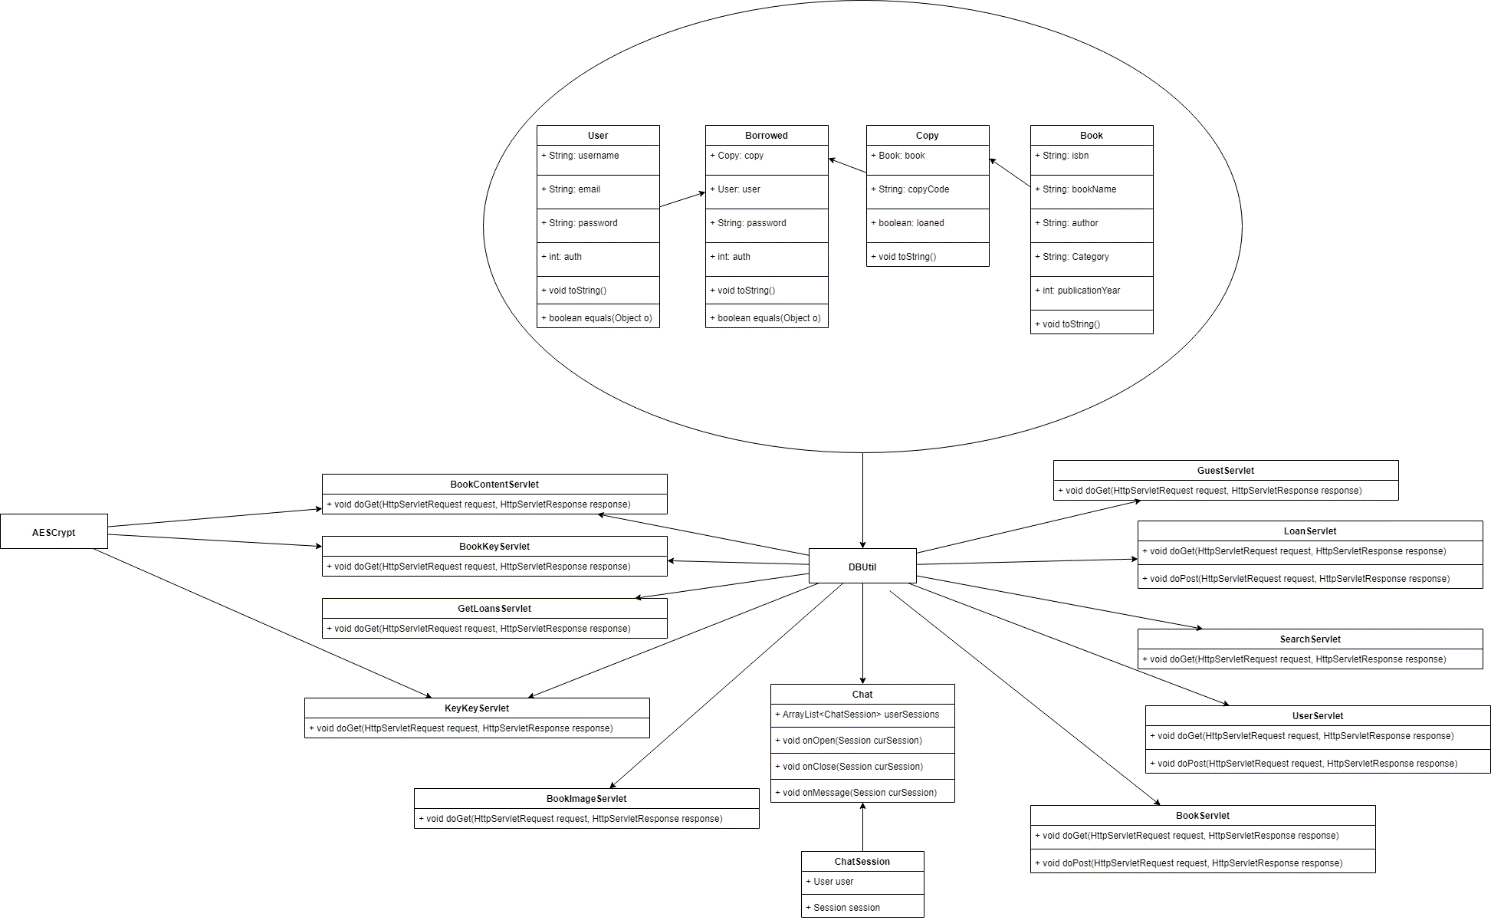 User
+ String: username
+ String: email
+ String: password
+ int: auth
+ void toString()
+ boolean equals(Object o)
Borrowed
+ Copy: copy
+ User: user
+ String: password
+ int: auth
+ void toString()
+ boolean equals(Object o)
Copy
+ Book: book
+ String: copyCode
+ boolean: loaned
+ void toString()
Book
+ String: isbn
+ String: bookName
+ String: author
+ String: Category
+ int: publicationYear
+ void toString()
AESCrypt
BookContentServlet
+ void doGet(HttpServletRequest request, HttpServletResponse response)
BookKeyServlet
+ void doGet(HttpServletRequest request, HttpServletResponse response)
GetLoansServlet
+ void doGet(HttpServletRequest request, HttpServletResponse response)
KeyKeyServlet
+ void doGet(HttpServletRequest request, HttpServletResponse response)
BookImageServlet
+ void doGet(HttpServletRequest request, HttpServletResponse response)
DBUtil
Chat
+ ArrayList<ChatSession> userSessions
+ void onOpen(Session curSession)
+ void onClose(Session curSession)
+ void onMessage(Session curSession)
ChatSession
+ User user
+ Session session
GuestServlet
+ void doGet(HttpServletRequest request, HttpServletResponse response)
LoanServlet
+ void doGet(HttpServletRequest request, HttpServletResponse response)
+ void doPost(HttpServletRequest request, HttpServletResponse response)
SearchServlet
+ void doGet(HttpServletRequest request, HttpServletResponse response)
UserServlet
+ void doGet(HttpServletRequest request, HttpServletResponse response)
+ void doPost(HttpServletRequest request, HttpServletResponse response)
BookServlet
+ void doGet(HttpServletRequest request, HttpServletResponse response)
+ void doPost(HttpServletRequest request, HttpServletResponse response)